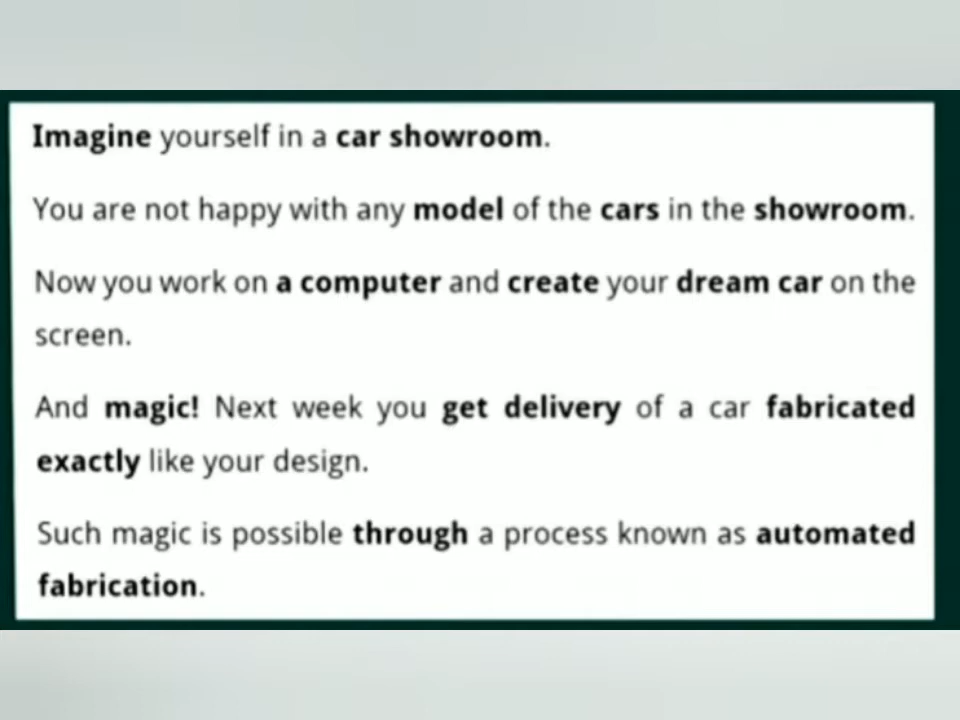 Imagine yourself in a car showroom.
You are not happy with any model of the cars in the showroom.
Now you work on a computer and create your dream car on the
screen.
And magic! Next week you get delivery of a car fabricated
exactly like your design.
Such magic is possible through a process known as automated
fabrication.